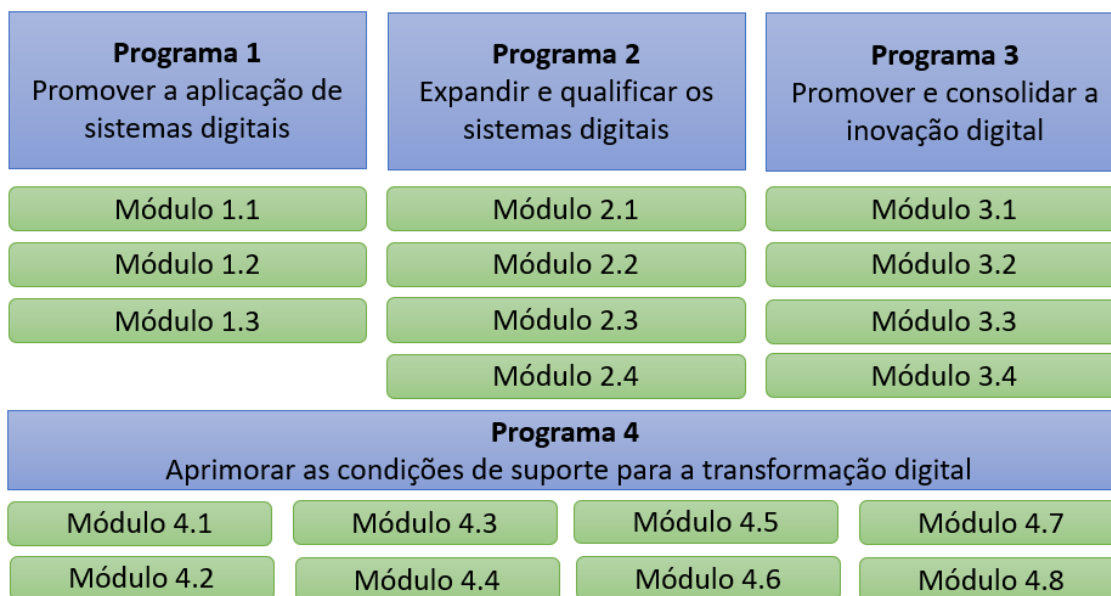 Programa 1
Promover a aplicação de
sistemas digitais
Módulo 1.1
Módulo 1.2
Módulo 1.3
Programa 2
Expandir e qualificar os
sistemas digitais
Módulo 2.1
Módulo 2.2
Módulo 2.3
Módulo 2.4
Programa 3
Promover e consolidar a
inovação digital
Módulo 3.1
Módulo 3.2
Módulo 3.3
Módulo 3.4
Programa 4
Aprimorar as condições de suporte para a transformação digital
Módulo 4.1
Módulo 4.2
Módulo 4.3
Módulo 4.4
Módulo 4.5
Módulo 4.6
Módulo 4.7
Módulo 4.8